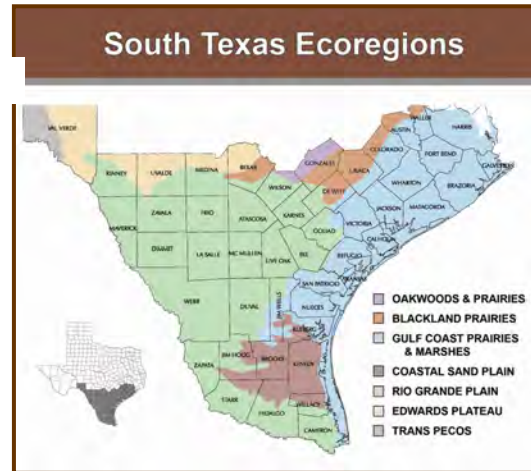 South Texas Ecoregions
VAL VERDE
KINNEY
UVALDE
MEDINA
BEXAR
WILSON
GONZALES
LAVACA
COLORADO
AUSTIN
WALLER
HARRIS
FORT BEND
GALVESTON
BRAZORIA
WHARTON
MATAGORDA
JACKSON
DE WITT
VICTORIA
CALHOUN
GOLIAD
KARNES
ATASCOSA
FRIO
ZAVALA
MAVERICK
DIMMIT
LA SALLE
MC MULLEN
LIVE OAK
BEE
REFUGIO
ARANSAS
SAN PATRICIO
NUECES
JIM WELLS
DUVAL
WEBB
KLEBERG
ZAPATA
JIM HOGG
BROOKS
KENEDY
STARR
HIDALGO
WILLACY
CAMERON
OAKWOODS & PRAIRIES
BLACKLAND PRAIRIES
GULF COAST PRAIRIES
& MARSHES
COASTAL SAND PLAIN
RIO GRANDE PLAIN
EDWARDS PLATEAU
TRANS PECOS